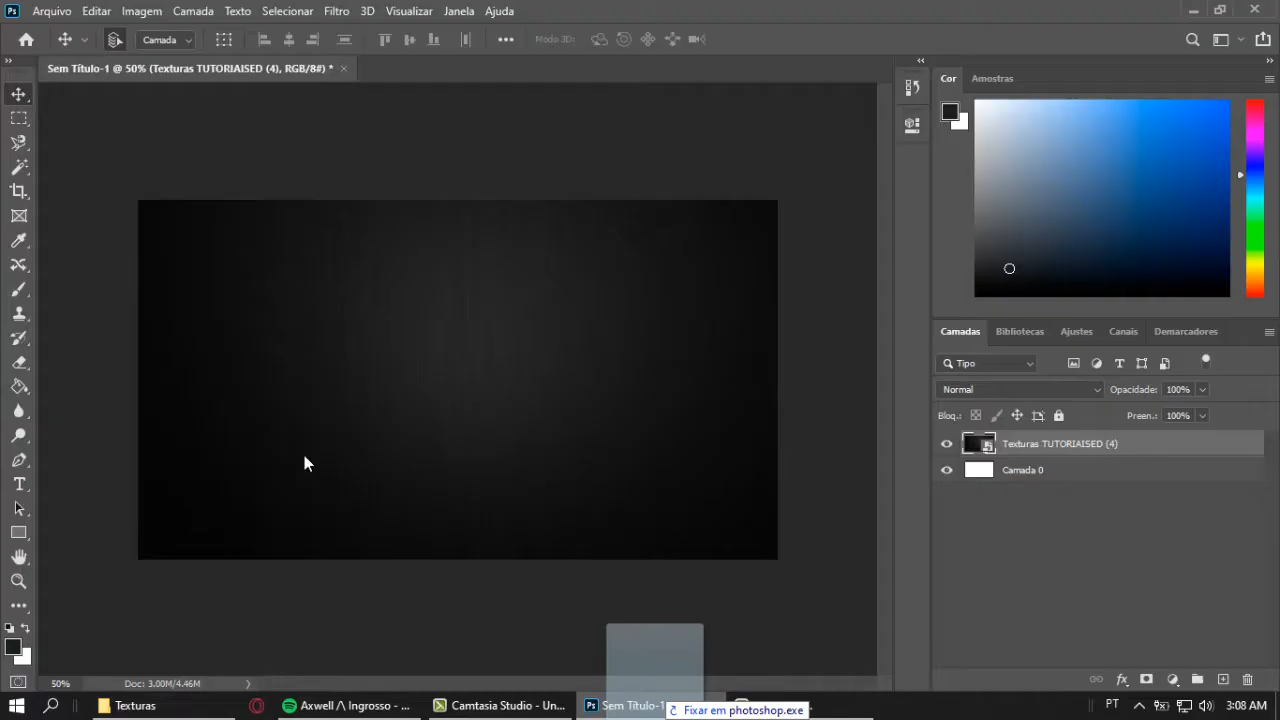 Ps Arquivo Editar Imagem Camada Texto Selecionar Filtro 3D Visualizar Janela Ajuda
Camada Modo 3D:
Sem Título-1 @ 50% (Texturas TUTORIAISED (4), RGB/8#) *
Cor Amostras
Camadas Bibliotecas Ajustes Canais Demarcadores
Tipo
Normal Opacidade: 100%
Bloq.: Preen.: 100%
Texturas TUTORIAISED (4)
Camada 0
50% Doc: 3.00M/4.46M
Texturas Axwell /\ Ingrosso - ... Camtasia Studio - Un... Ps Sem Título-1 Fixar em photoshop.exe PT 3:08 AM